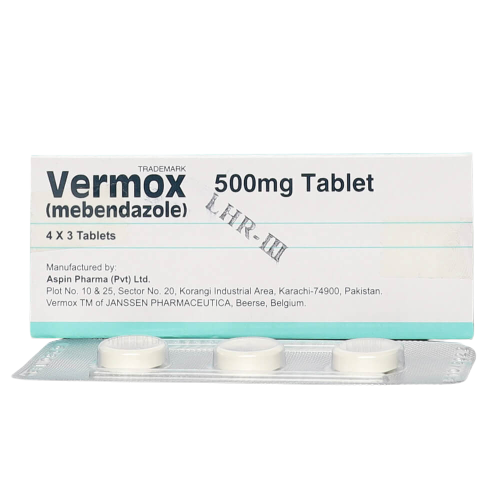 TRADEMARK
Vermox 500mg Tablet
(mebendazole)
LHR-III
4 X 3 Tablets
Manufactured by:
Aspin Pharma (Pvt) Ltd.
Plot No. 10 & 25, Sector No. 20, Korangi Industrial Area, Karachi-74900, Pakistan.
Vermox TM of JANSSEN PHARMACEUTICA, Beerse, Belgium.